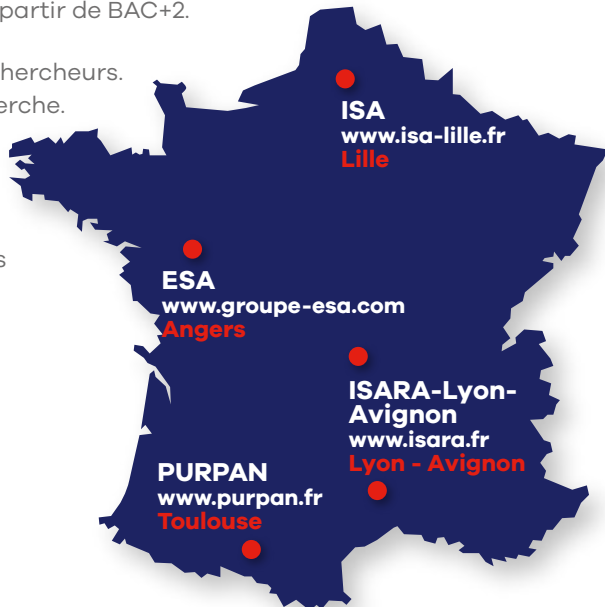 partir de BAC+2.
hercheurs.
erche.
s
ISA
www.isa-lille.fr
Lille
ESA
www.groupe-esa.com
Angers
ISARA-Lyon-
Avignon
www.isara.fr
Lyon - Avignon
PURPAN
www.purpan.fr
Toulouse